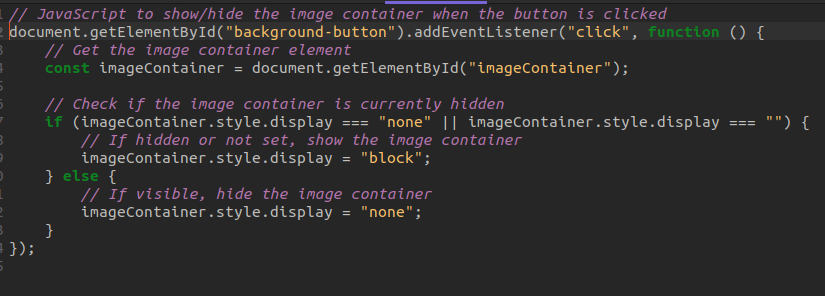 // JavaScript to show/hide the image container when the button is clicked
document.getElementById("background-button").addEventListener("click", function () {
    // Get the image container element
    const imageContainer = document.getElementById("imageContainer");

    // Check if the image container is currently hidden
    if (imageContainer.style.display === "none" || imageContainer.style.display === "") {
        // If hidden or not set, show the image container
        imageContainer.style.display = "block";
    } else {
        // If visible, hide the image container
        imageContainer.style.display = "none";
    }
});